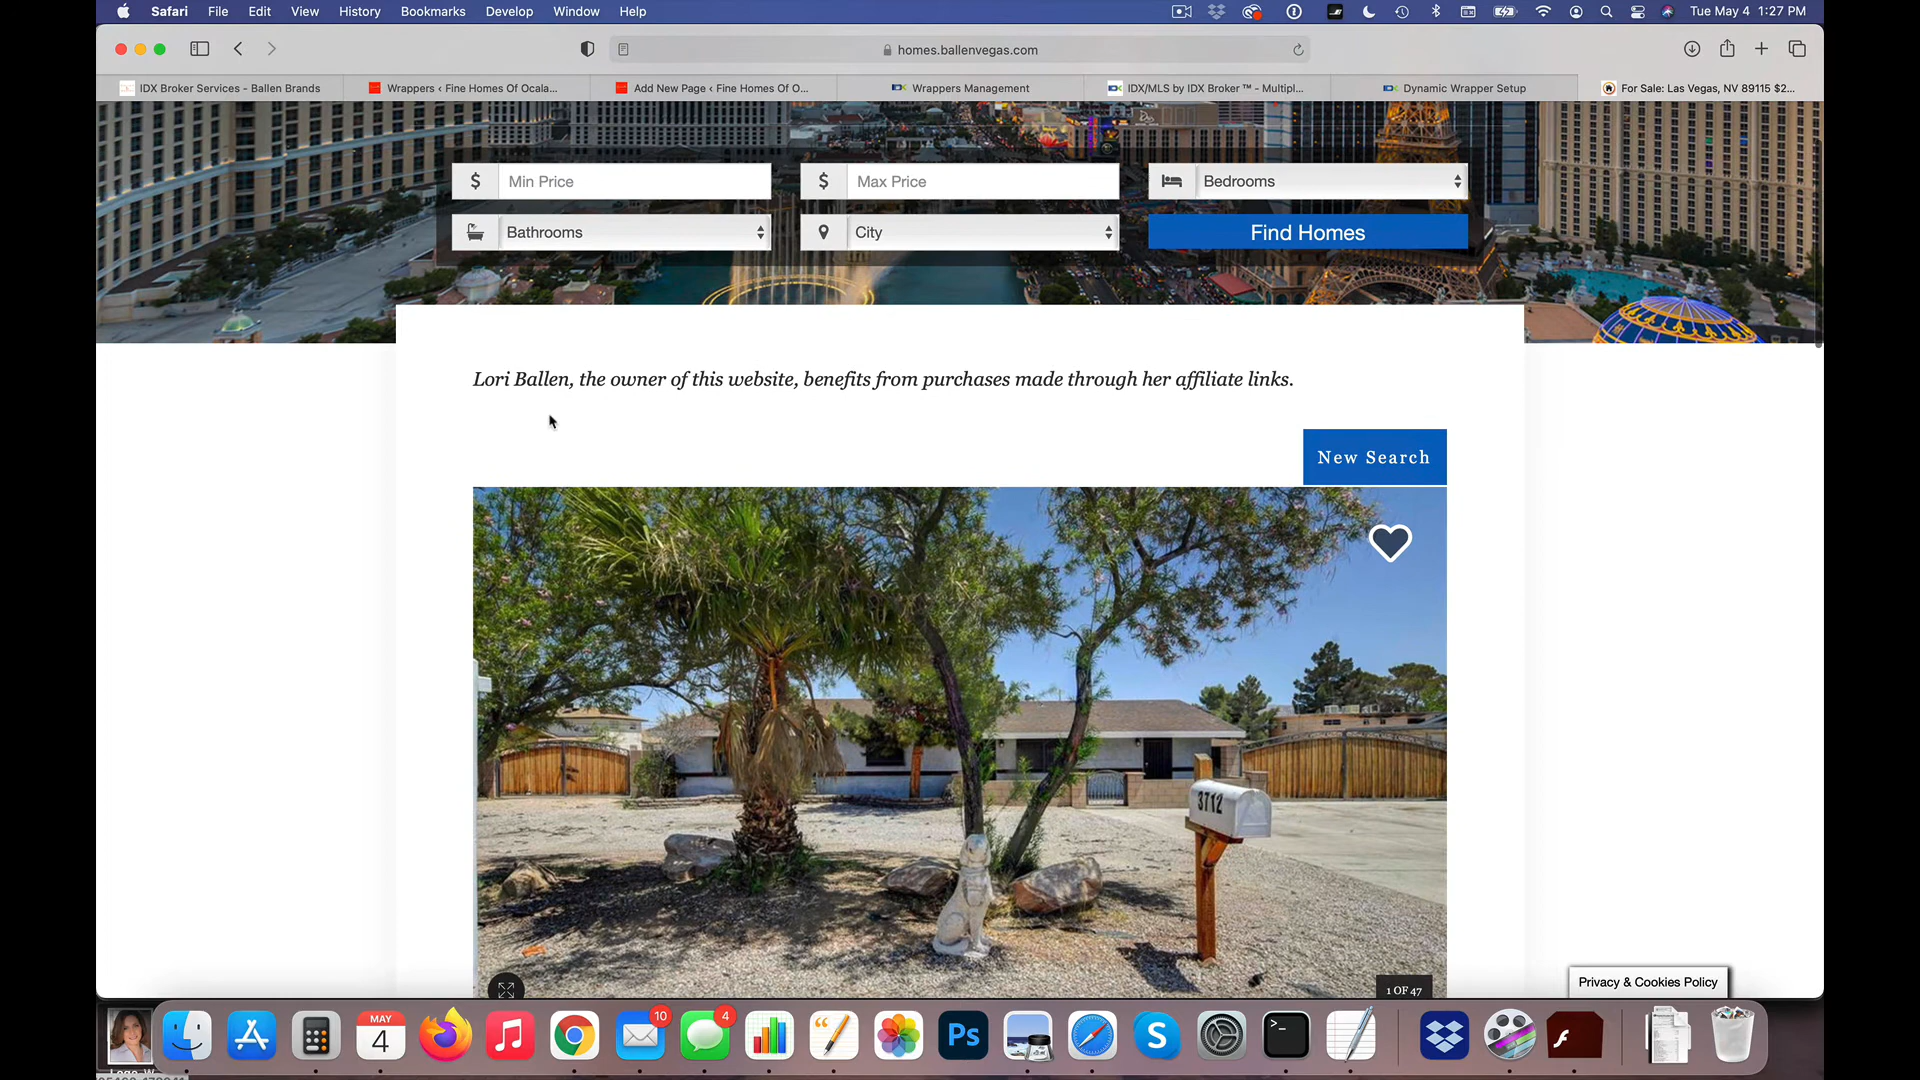 Safari File Edit View History Bookmarks Develop Window Help
Tue May 4 1:27 PM
homes.ballenvegas.com
IDX Broker Services - Ballen Brands
Wrappers ‹ Fine Homes Of Ocala...
Add New Page ‹ Fine Homes Of O...
Wrappers Management
IDX/MLS by IDX Broker ™ - Multipl...
Dynamic Wrapper Setup
For Sale: Las Vegas, NV 89115 $2...
$ Min Price
$ Max Price
Bedrooms
Bathrooms
City
Find Homes
Lori Ballen, the owner of this website, benefits from purchases made through her affiliate links.
New Search
3712
1 OF 47
Privacy & Cookies Policy
MAY
4
10
4
Ps
S